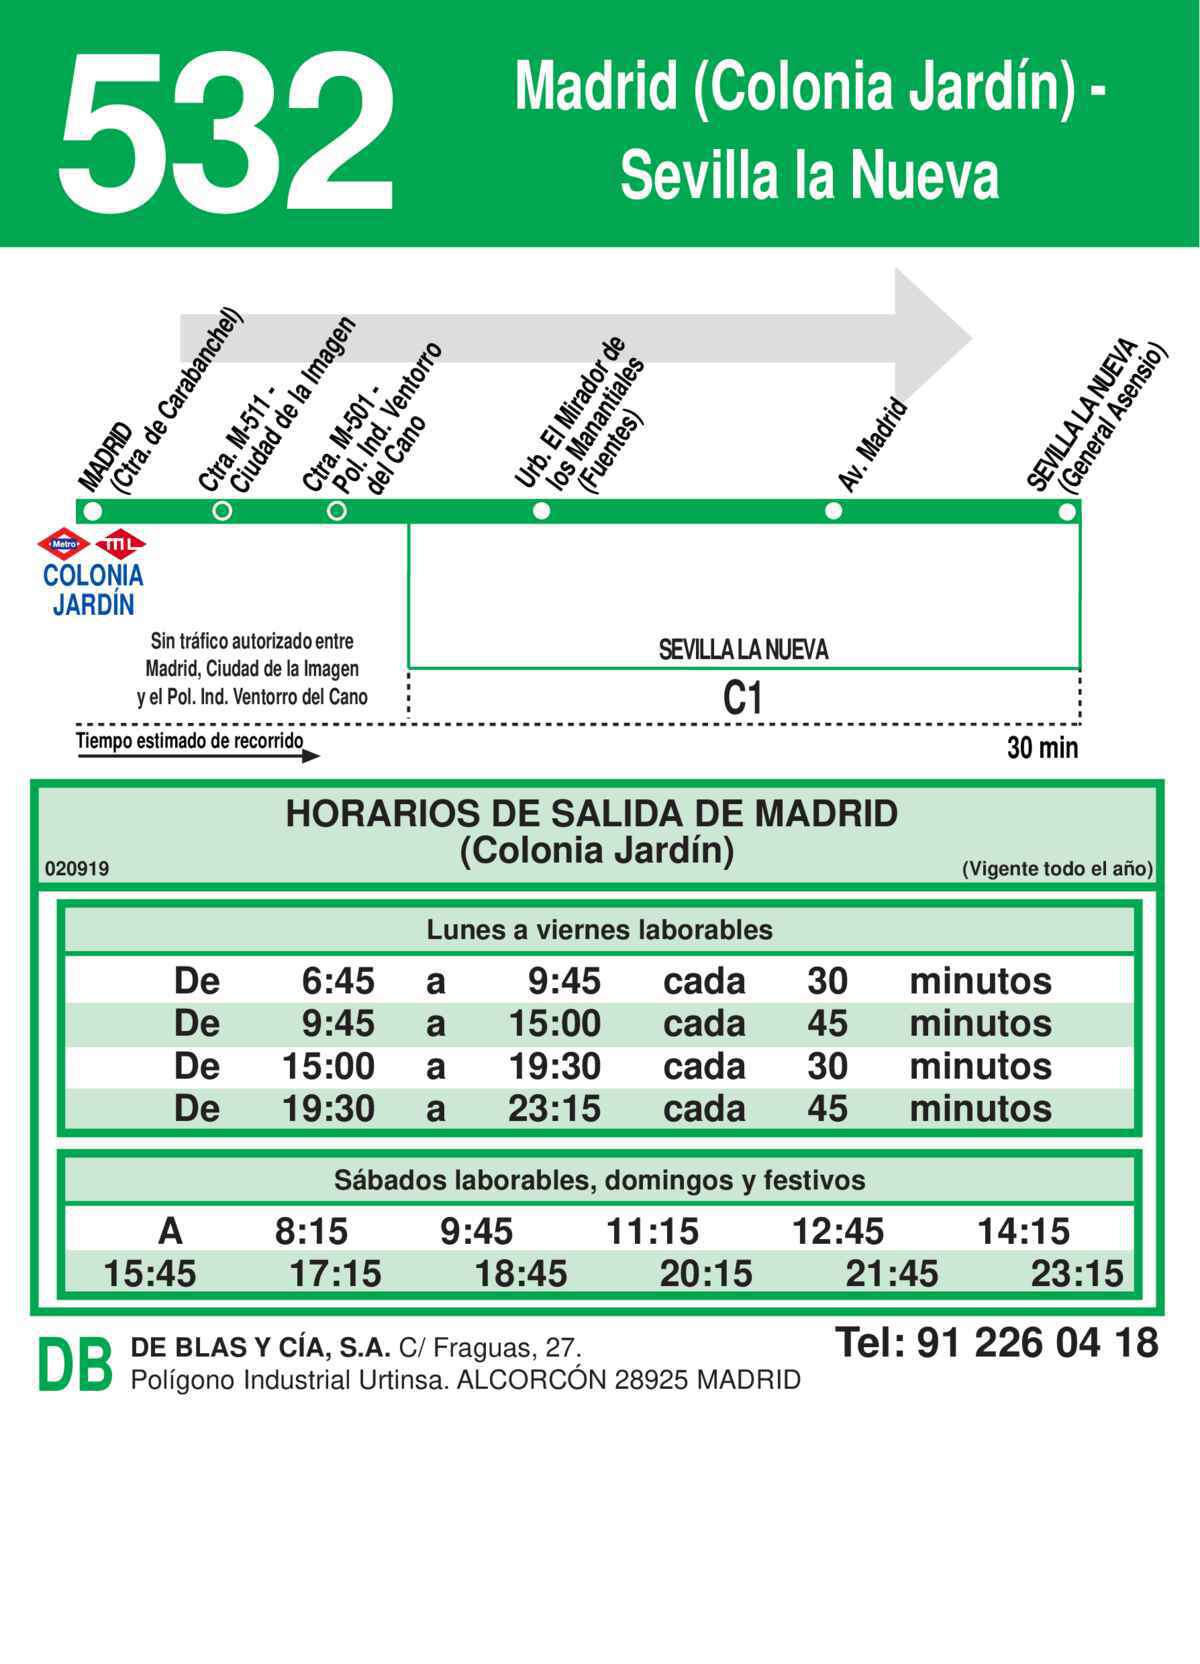 532
Madrid (Colonia Jardín) -
Sevilla la Nueva
MADRID
(Ctra. de Carabanchel)
Ctra. M-511 -
Ciudad de la Imagen
Ctra. M-501 -
Pol. Ind. Ventorro
del Cano
Urb. El Mirador de
los Manantiales
(Fuentes)
Av. Madrid
SEVILLA LA NUEVA
(General Asensio)
Metro
ML
COLONIA
JARDÍN
Sin tráfico autorizado entre
Madrid, Ciudad de la Imagen
y el Pol. Ind. Ventorro del Cano
SEVILLA LA NUEVA
C1
Tiempo estimado de recorrido
30 min
HORARIOS DE SALIDA DE MADRID
(Colonia Jardín)
020919 (Vigente todo el año)
Lunes a viernes laborables
De 6:45 a 9:45 cada 30 minutos
De 9:45 a 15:00 cada 45 minutos
De 15:00 a 19:30 cada 30 minutos
De 19:30 a 23:15 cada 45 minutos
Sábados laborables, domingos y festivos
A 8:15 9:45 11:15 12:45 14:15
15:45 17:15 18:45 20:15 21:45 23:15
DB
DE BLAS Y CÍA, S.A. C/ Fraguas, 27.
Polígono Industrial Urtinsa. ALCORCÓN 28925 MADRID
Tel: 91 226 04 18